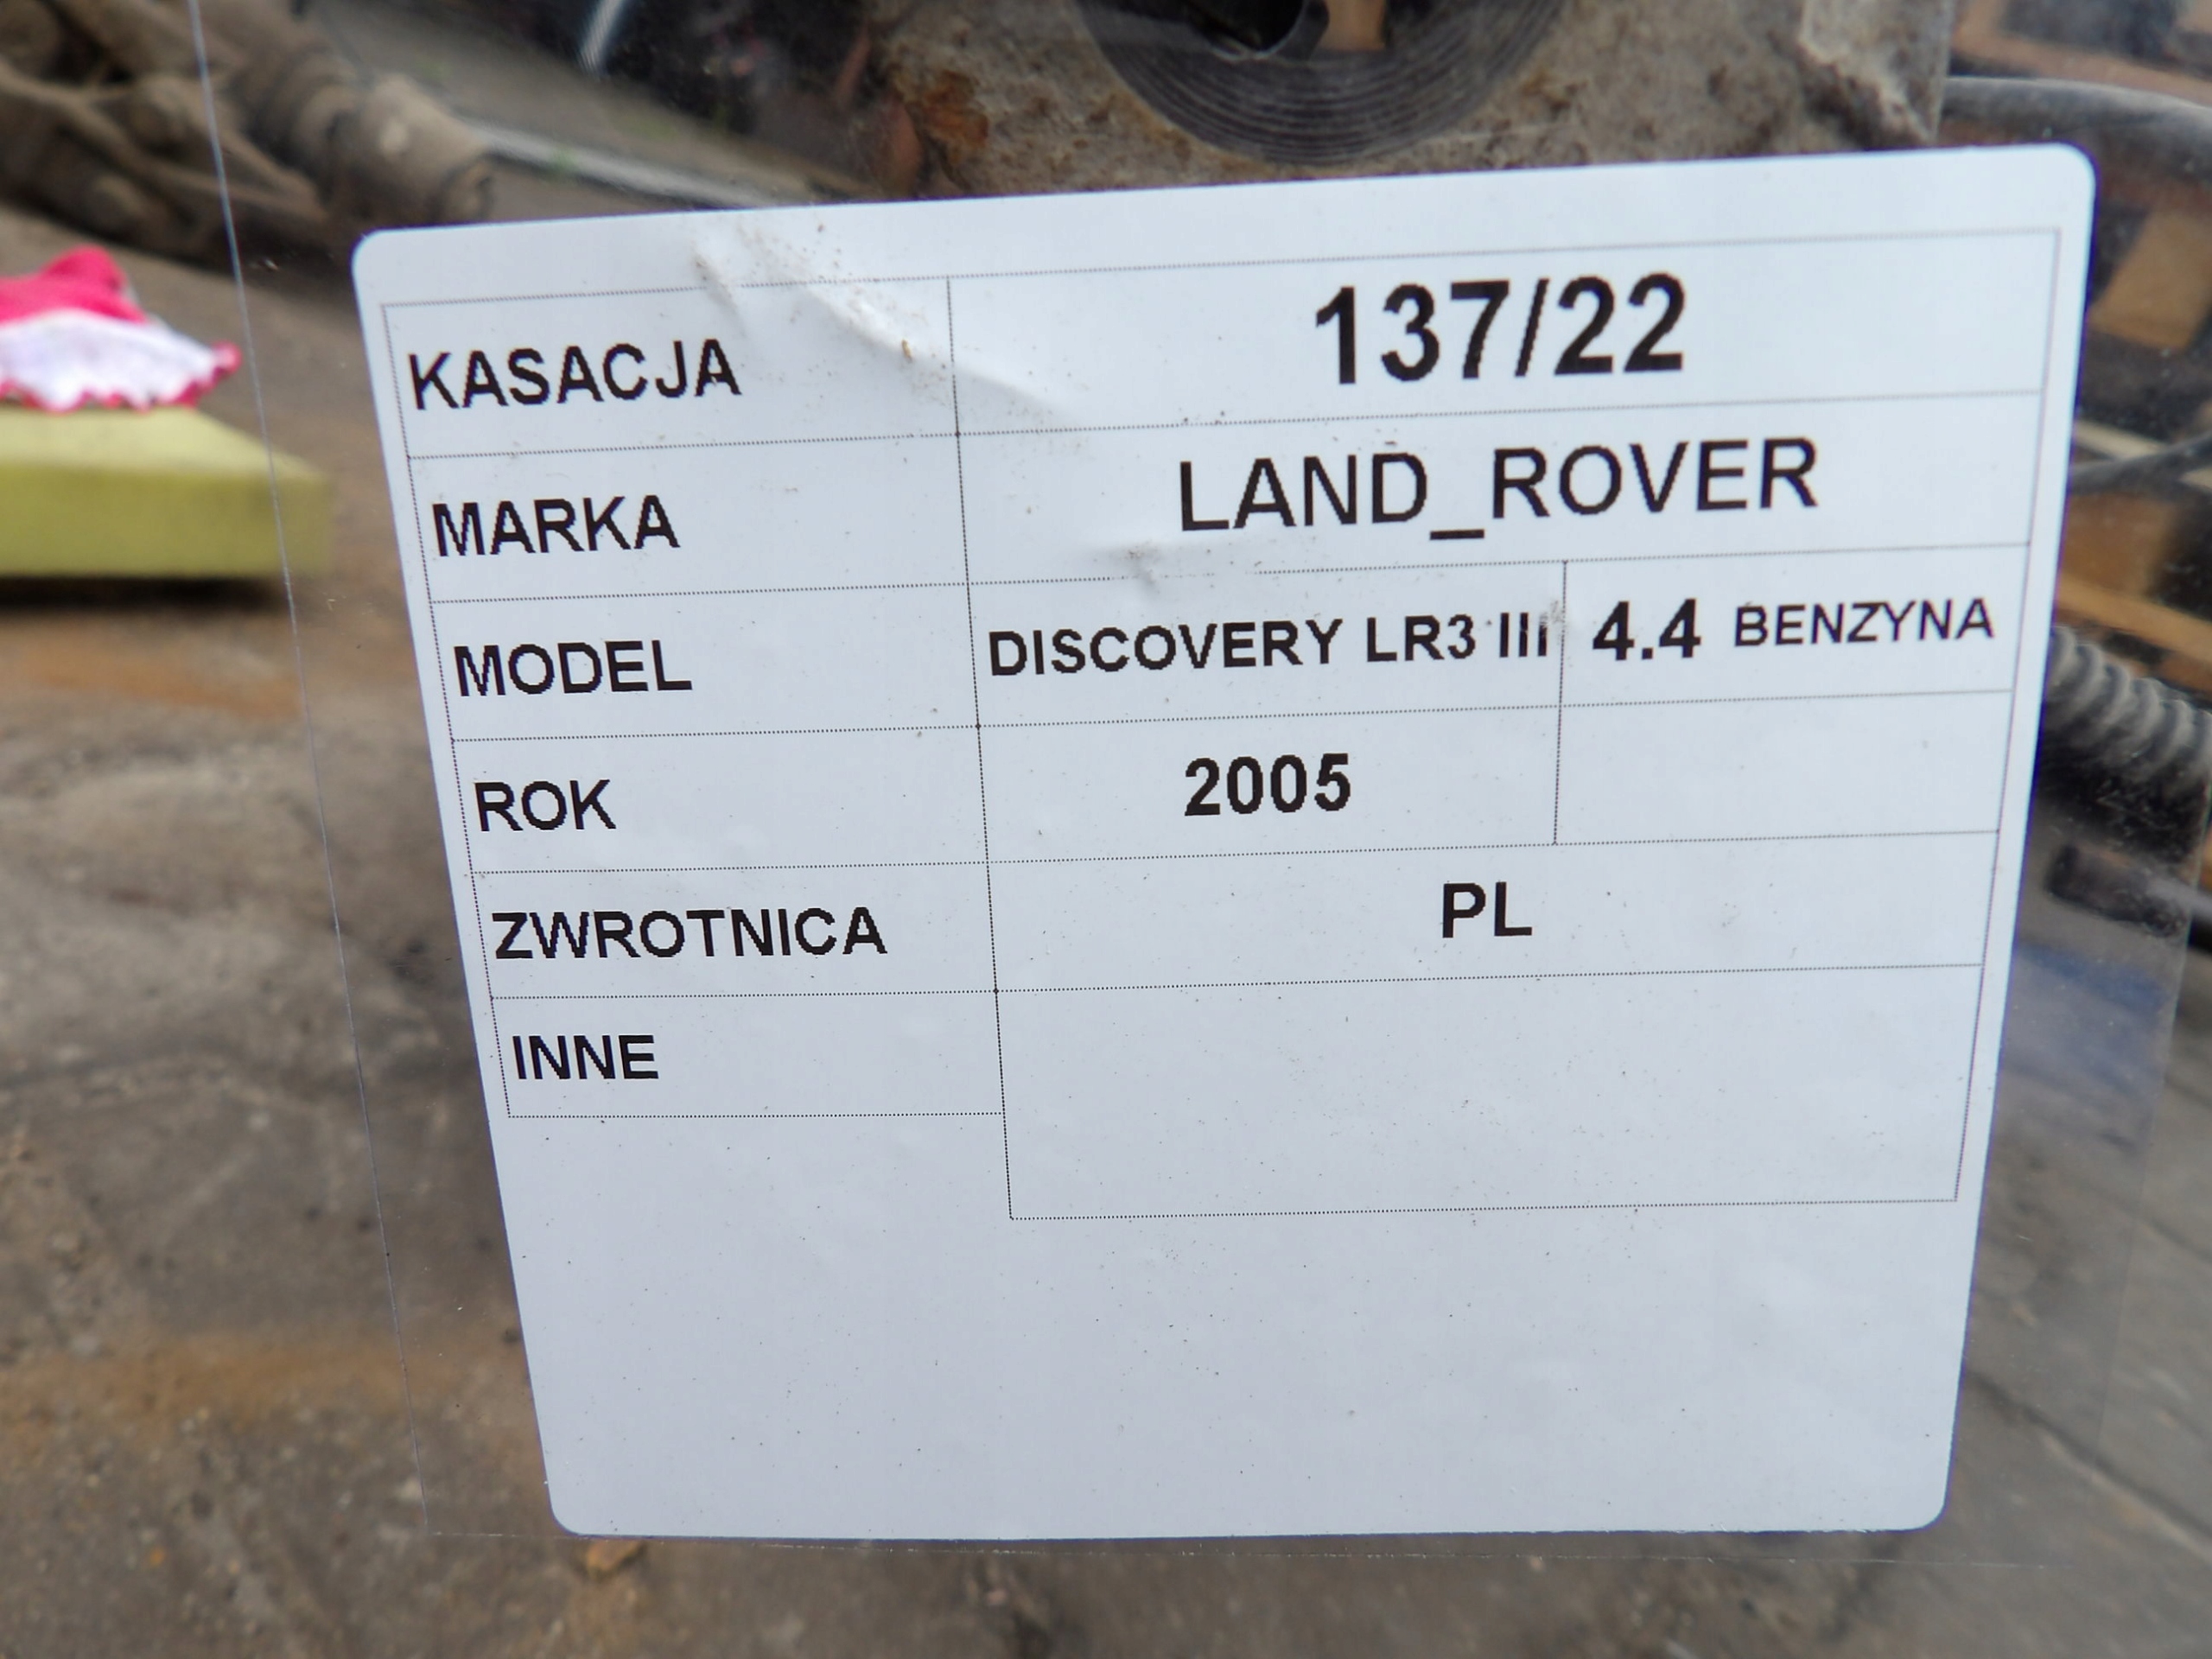 KASACJA 137/22
MARKA LAND_ROVER
MODEL DISCOVERY LR3 III 4.4 BENZYNA
ROK 2005
ZWROTNICA PL
INNE